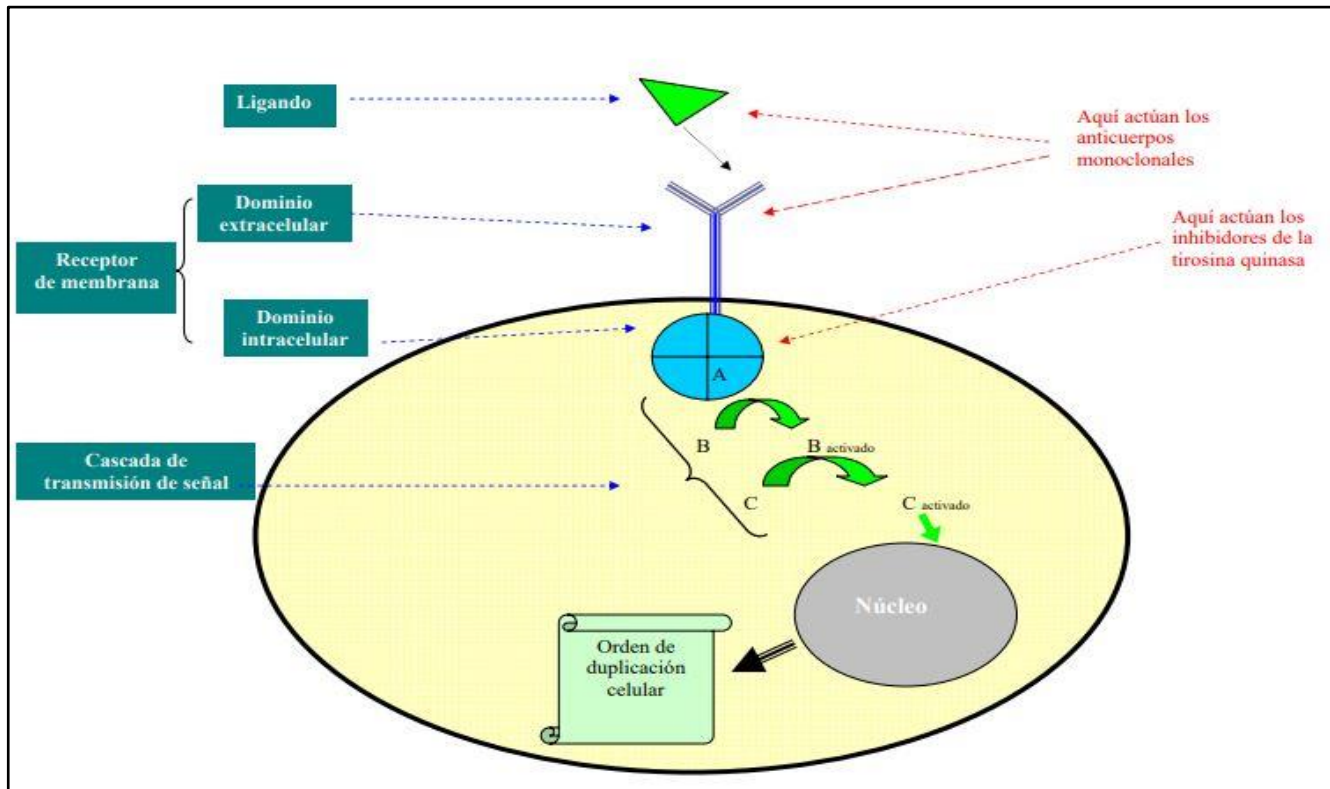 Ligando
Aquí actúan los
anticuerpos
monoclonales
Dominio
extracelular
Aquí actúan los
inhibidores de la
tirosina quinasa
Receptor
de membrana
Dominio
intracelular
A
B
B activado
Cascada de
transmisión de señal
C
C activado
Núcleo
Orden de
duplicación
celular